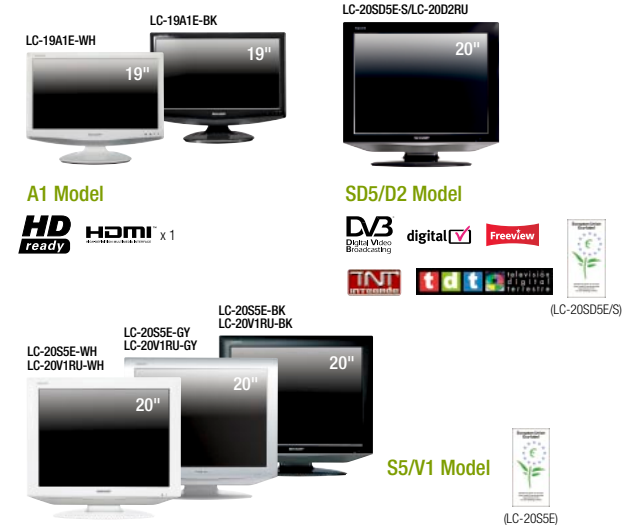 LC-19A1E-WH
19"
LC-19A1E-BK
19"
LC-20SD5E-S/LC-20D2RU
20"
A1 Model
HD
ready
HDMI x 1
SD5/D2 Model
DVB
Digital Video
Broadcasting
digital
Freeview
TNT
INTÉGRÉE
tdt televisión
digital
terrestre
(LC-20SD5E/S)
LC-20S5E-WH
LC-20V1RU-WH
20"
LC-20S5E-GY
LC-20V1RU-GY
20"
LC-20S5E-BK
LC-20V1RU-BK
20"
S5/V1 Model
(LC-20S5E)